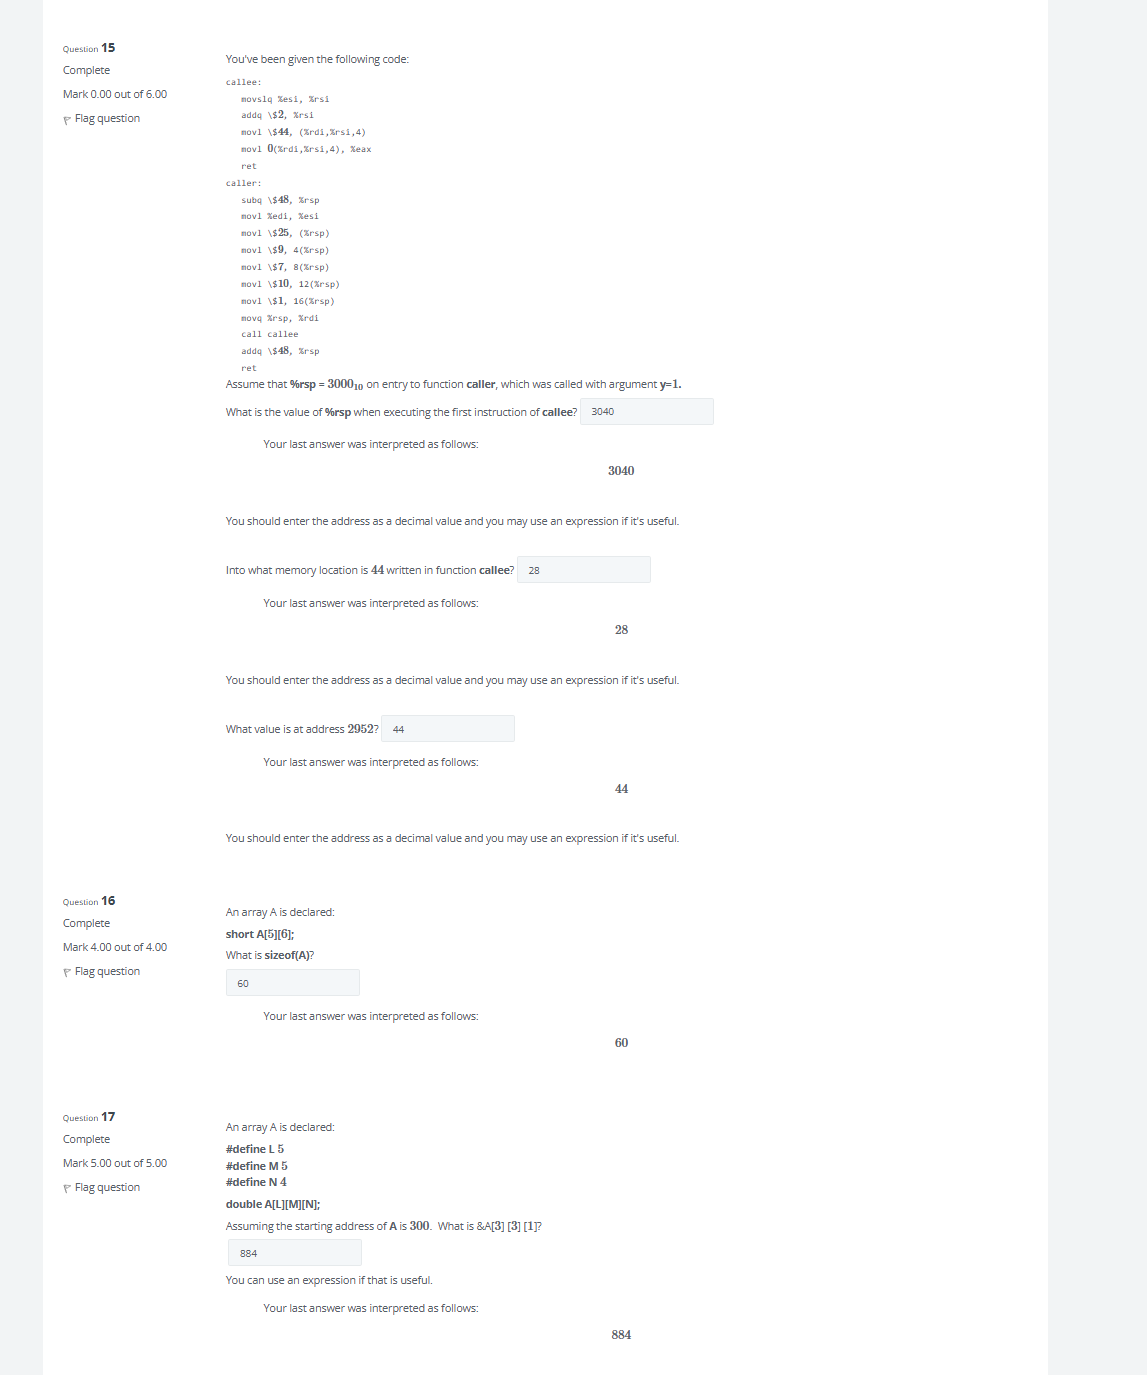 Question 15
Complete
Mark 0.00 out of 6.00
Flag question
You've been given the following code:
callee:
movslq %esi, %rsi
addq \$2, %rsi
movl \$44, (%rdi,%rsi,4)
movl 0(%rdi,%rsi,4), %eax
ret
caller:
subq \$48, %rsp
movl %edi, %esi
movl \$25, (%rsp)
movl \$9, 4(%rsp)
movl \$7, 8(%rsp)
movl \$10, 12(%rsp)
movl \$1, 16(%rsp)
movq %rsp, %rdi
call callee
addq \$48, %rsp
ret
Assume that %rsp = 3000₁₀ on entry to function caller, which was called with argument y=1.
What is the value of %rsp when executing the first instruction of callee? 3040
Your last answer was interpreted as follows:
3040
You should enter the address as a decimal value and you may use an expression if it's useful.
Into what memory location is 44 written in function callee? 28
Your last answer was interpreted as follows:
28
You should enter the address as a decimal value and you may use an expression if it's useful.
What value is at address 2952? 44
Your last answer was interpreted as follows:
44
You should enter the address as a decimal value and you may use an expression if it's useful.
Question 16
Complete
Mark 4.00 out of 4.00
Flag question
An array A is declared:
short A[5][6];
What is sizeof(A)?
60
Your last answer was interpreted as follows:
60
Question 17
Complete
Mark 5.00 out of 5.00
Flag question
An array A is declared:
#define L 5
#define M 5
#define N 4
double A[L][M][N];
Assuming the starting address of A is 300. What is &A[3] [3] [1]?
884
You can use an expression if that is useful.
Your last answer was interpreted as follows:
884